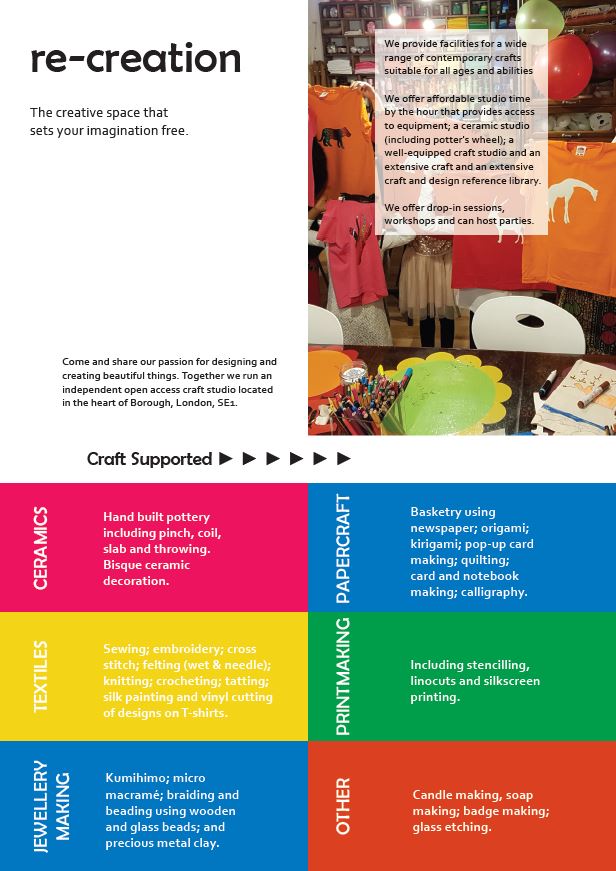 re-creation
The creative space that
sets your imagination free.
We provide facilities for a wide
range of contemporary crafts
suitable for all ages and abilities
We offer affordable studio time
by the hour that provides access
to equipment; a ceramic studio
(including potter's wheel); a
well-equipped craft studio and an
extensive craft and an extensive
craft and design reference library.
We offer drop-in sessions,
workshops and can host parties.
Come and share our passion for designing and
creating beautiful things. Together we run an
independent open access craft studio located
in the heart of Borough, London, SE1.
Craft Supported ▶ ▶ ▶ ▶ ▶ ▶
CERAMICS
Hand built pottery
including pinch, coil,
slab and throwing.
Bisque ceramic
decoration.
PAPERCRAFT
Basketry using
newspaper; origami;
kirigami; pop-up card
making; quilting;
card and notebook
making; calligraphy.
TEXTILES
Sewing; embroidery; cross
stitch; felting (wet & needle);
knitting; crocheting; tatting;
silk painting and vinyl cutting
of designs on T-shirts.
PRINTMAKING
Including stencilling,
linocuts and silkscreen
printing.
JEWELLERY
MAKING
Kumihimo; micro
macramé; braiding and
beading using wooden
and glass beads; and
precious metal clay.
OTHER
Candle making, soap
making; badge making;
glass etching.